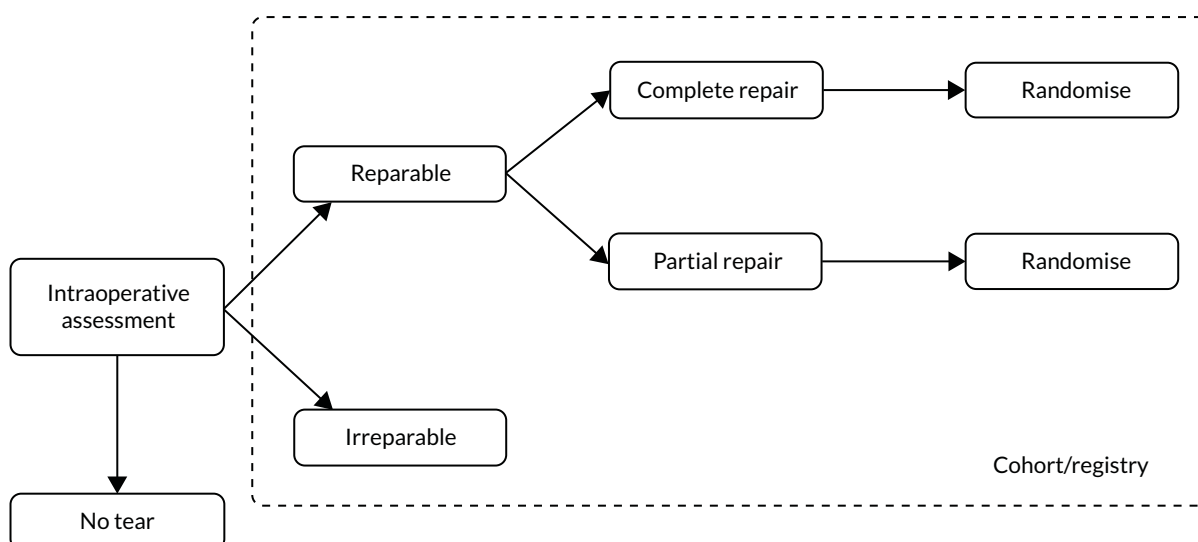 Complete repair
Randomise
Reparable
Partial repair
Randomise
Intraoperative
assessment
Irreparable
Cohort/registry
No tear